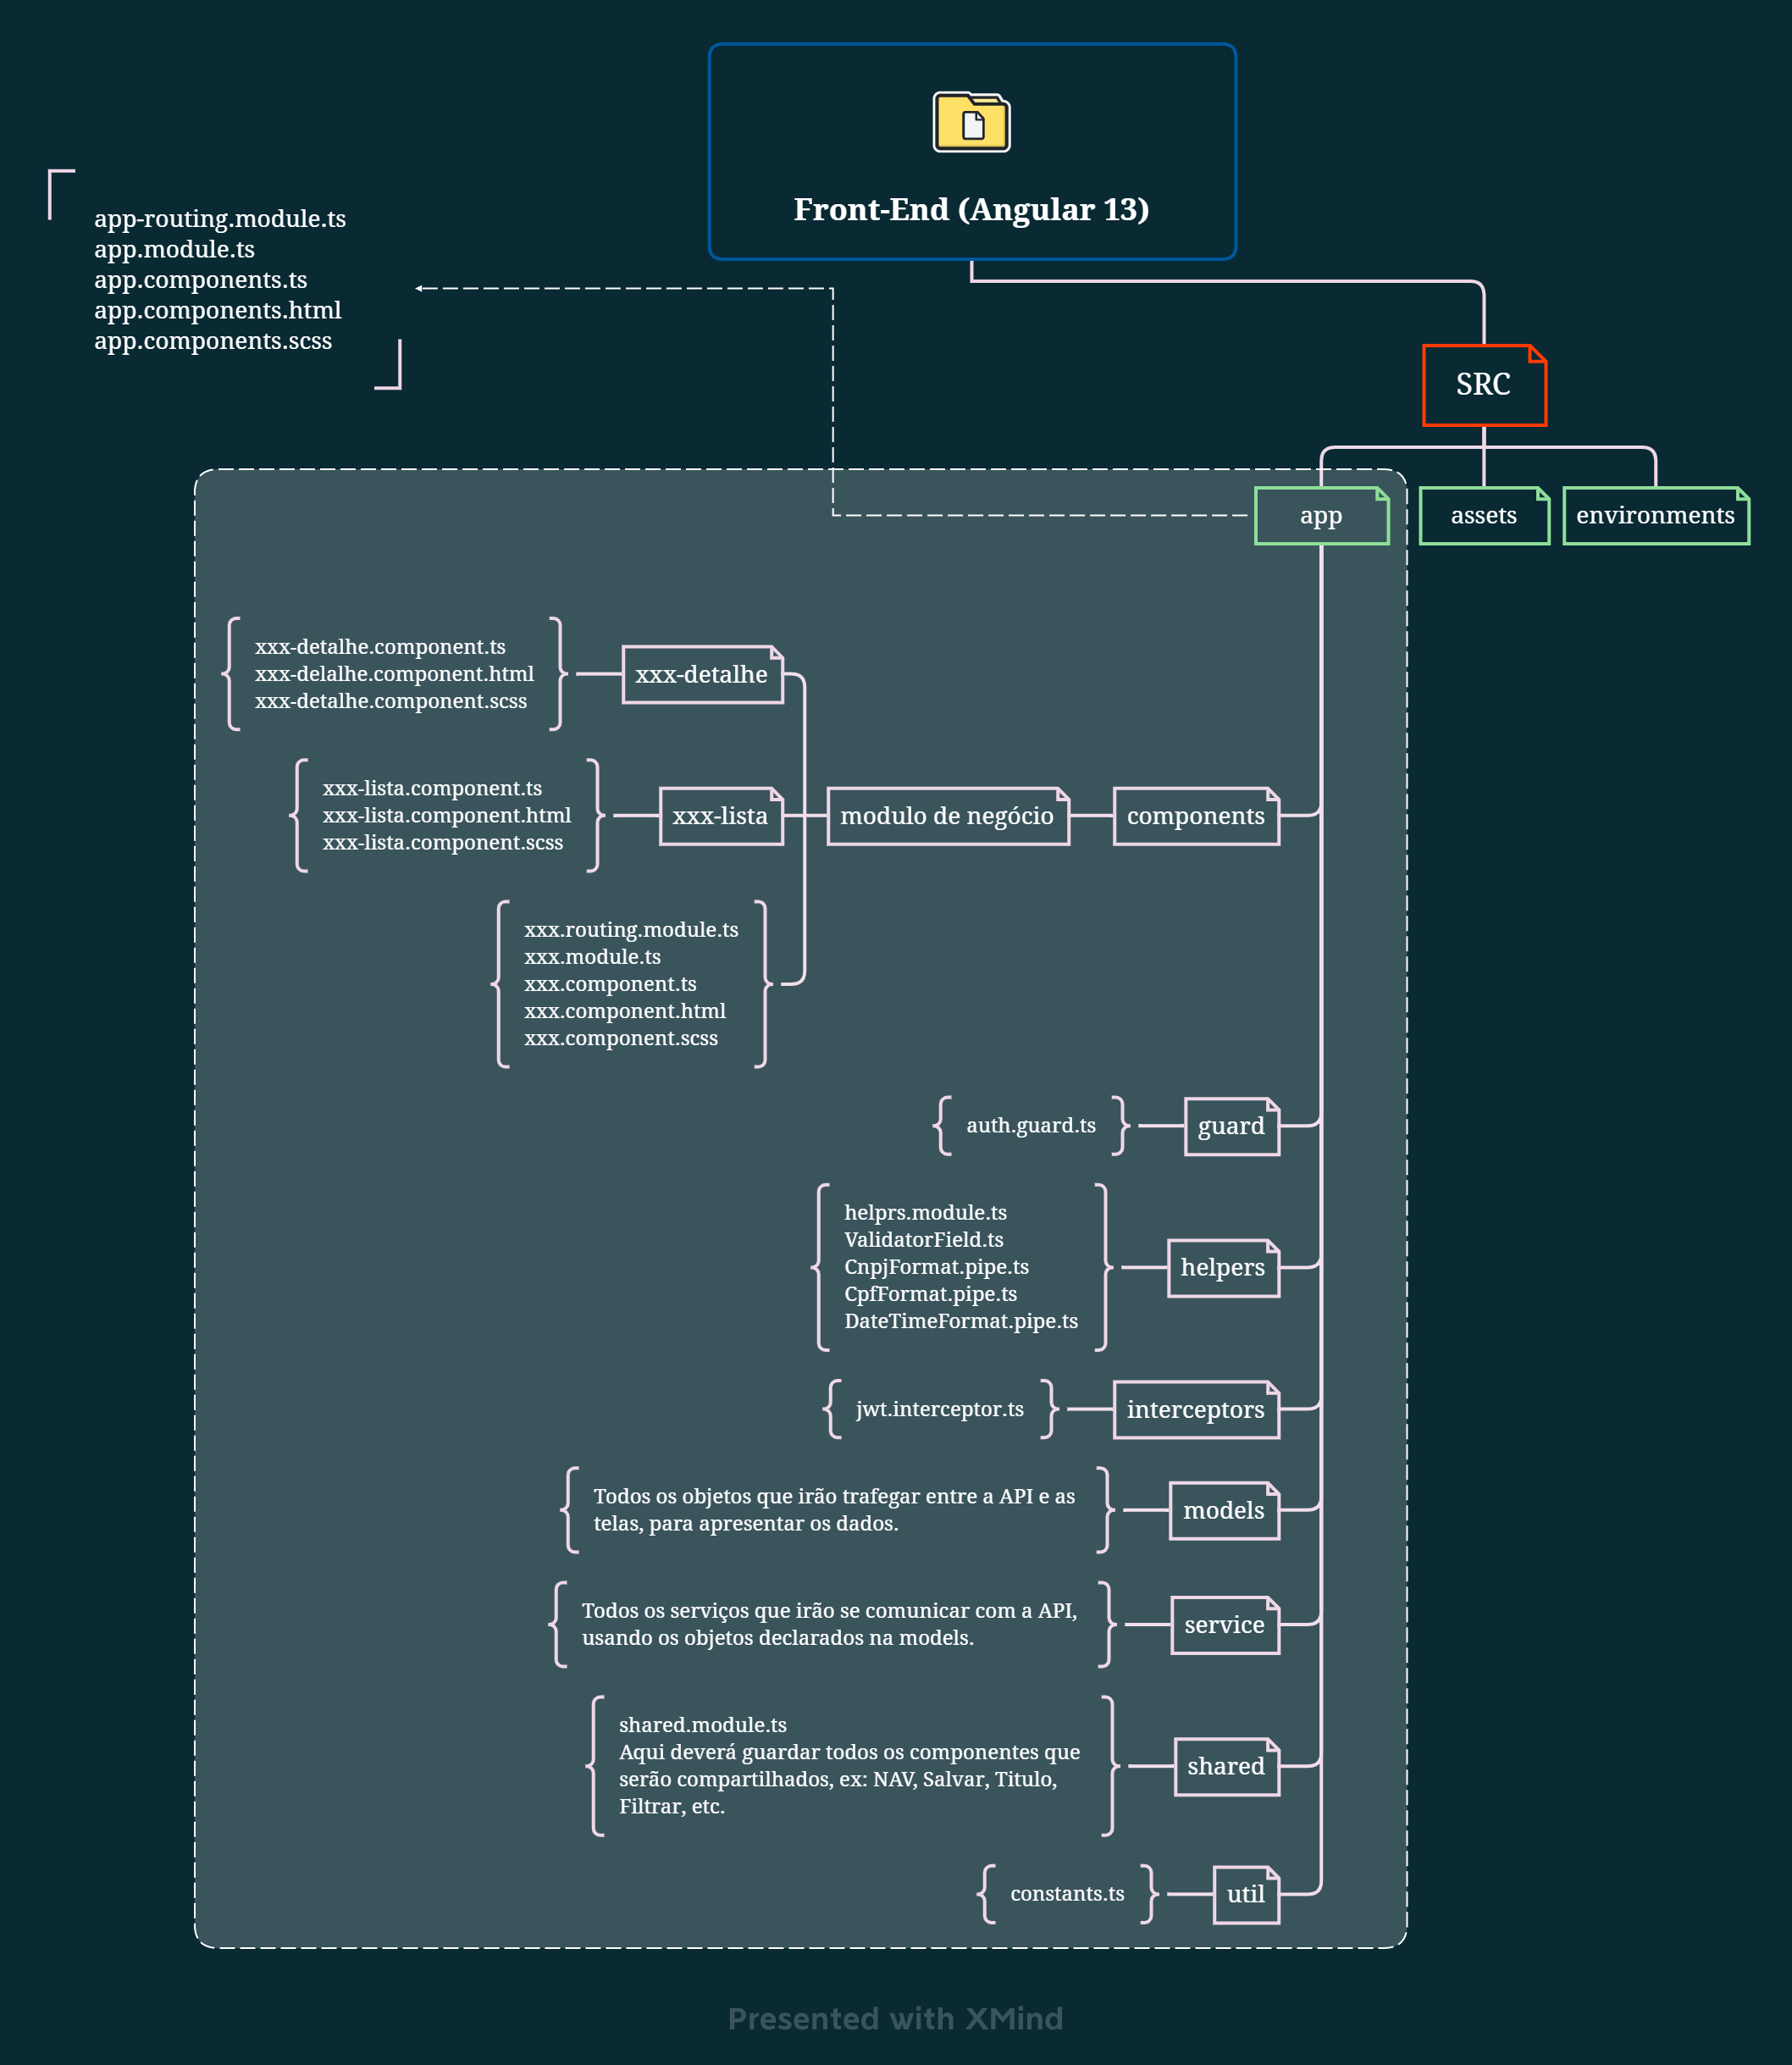 Front-End (Angular 13)
app-routing.module.ts
app.module.ts
app.components.ts
app.components.html
app.components.scss
SRC
app
assets
environments
xxx-detalhe.component.ts
xxx-delalhe.component.html
xxx-detalhe.component.scss
xxx-detalhe
xxx-lista.component.ts
xxx-lista.component.html
xxx-lista.component.scss
xxx-lista
modulo de negócio
components
xxx.routing.module.ts
xxx.module.ts
xxx.component.ts
xxx.component.html
xxx.component.scss
auth.guard.ts
guard
helprs.module.ts
ValidatorField.ts
CnpjFormat.pipe.ts
CpfFormat.pipe.ts
DateTimeFormat.pipe.ts
helpers
jwt.interceptor.ts
interceptors
Todos os objetos que irão trafegar entre a API e as
telas, para apresentar os dados.
models
Todos os serviços que irão se comunicar com a API,
usando os objetos declarados na models.
service
shared.module.ts
Aqui deverá guardar todos os componentes que
serão compartilhados, ex: NAV, Salvar, Titulo,
Filtrar, etc.
shared
constants.ts
util
Presented with XMind